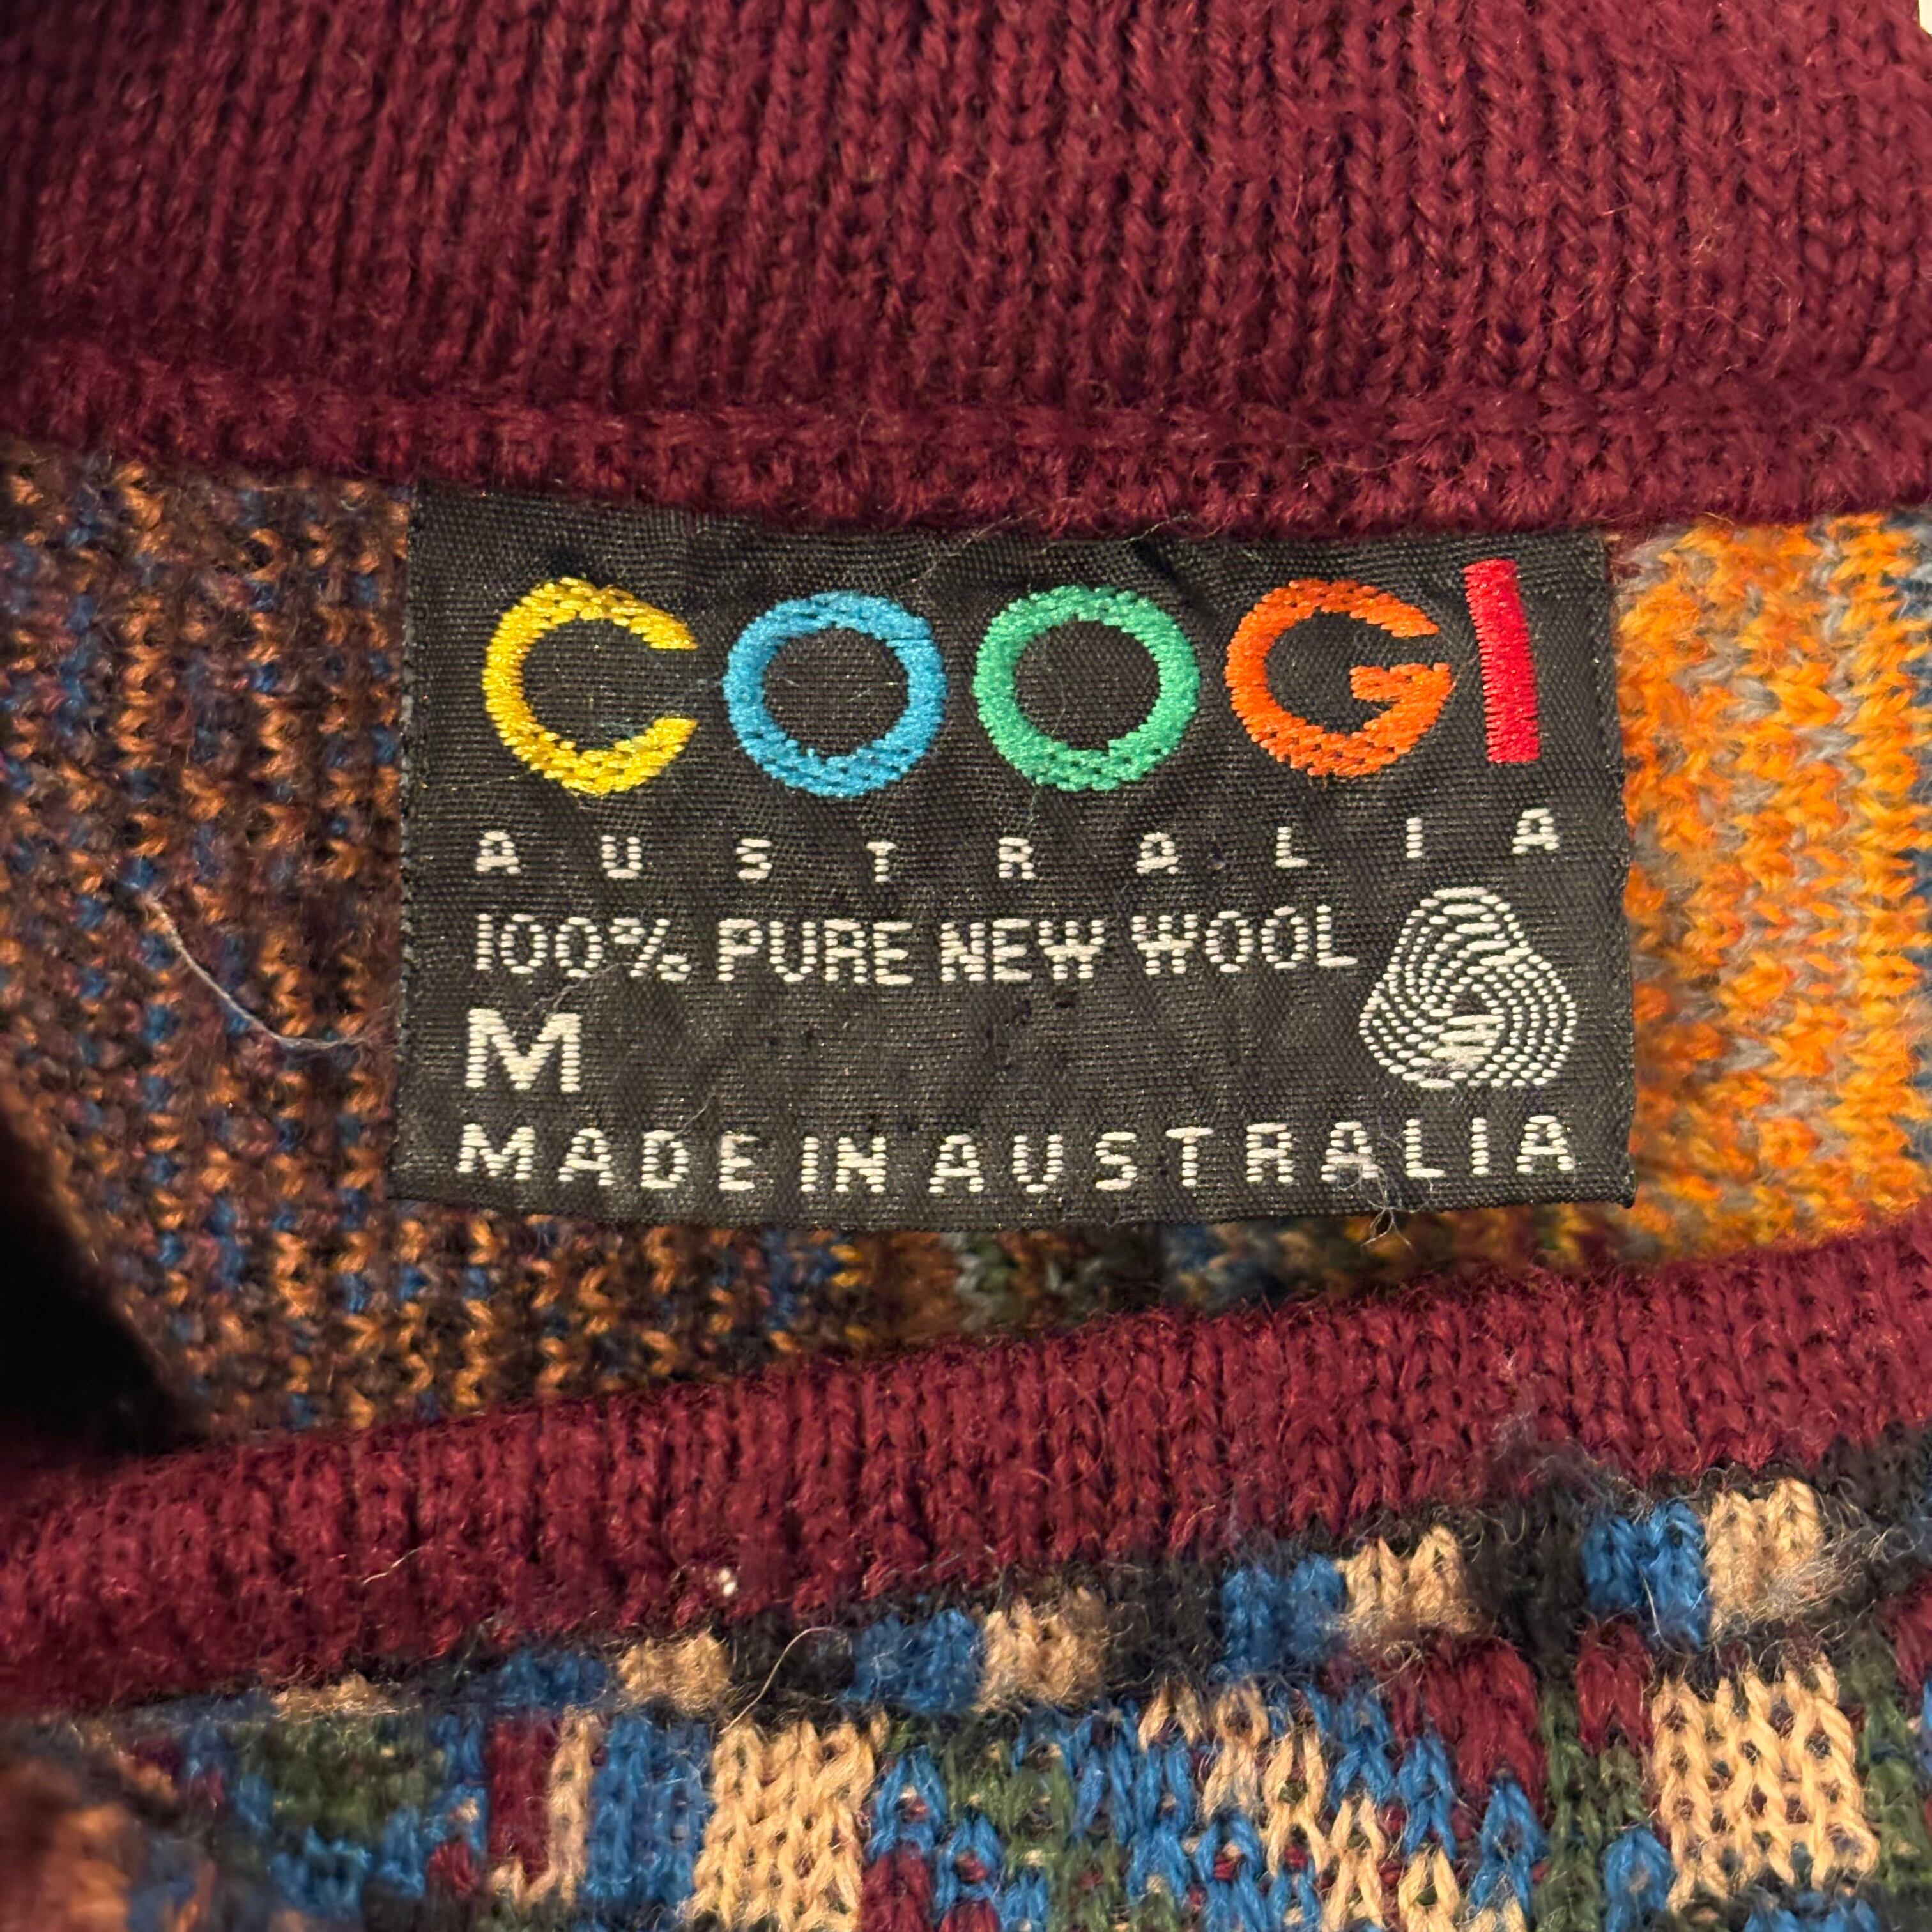 COOGI
AUSTRALIA
100% PURE NEW WOOL
M
MADE IN AUSTRALIA